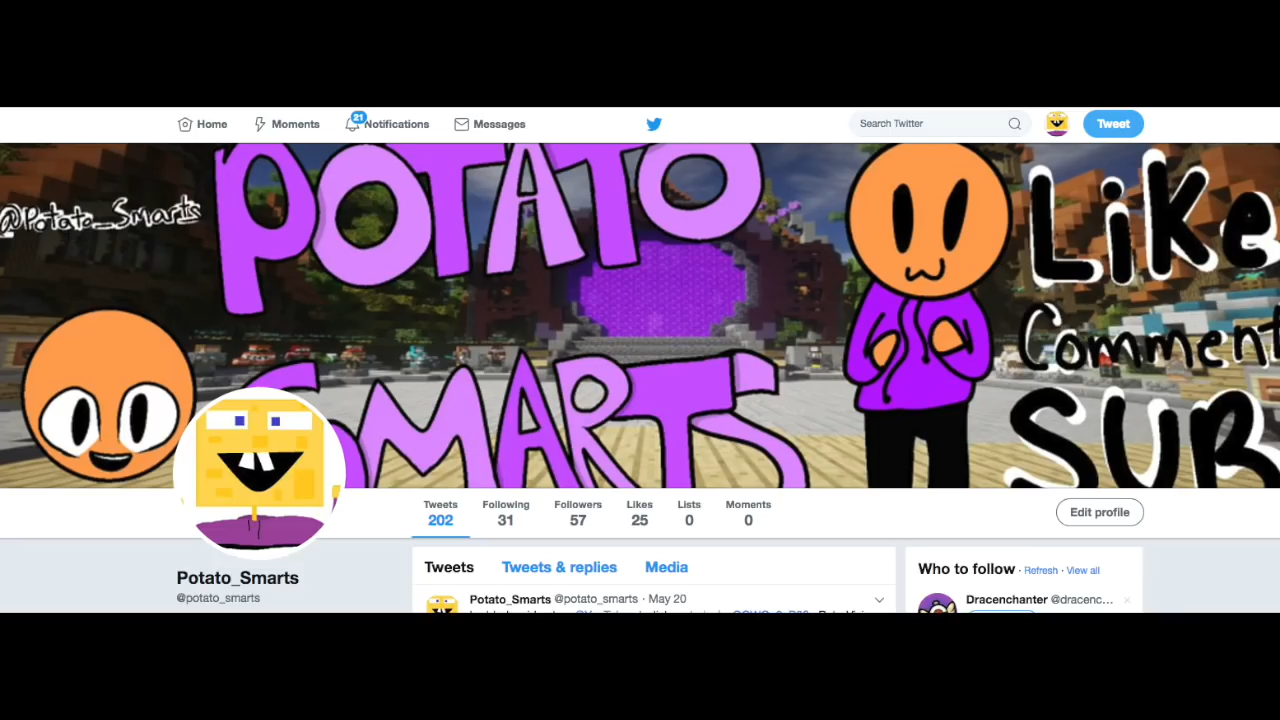 Home Moments 21 Notifications Messages Search Twitter Tweet
@Potato_Smarts
POTATO
SMARTS
Like
Comment
SUB
Tweets Following Followers Likes Lists Moments
202 31 57 25 0 0
Edit profile
Potato_Smarts
@potato_smarts
Tweets Tweets & replies Media
Potato_Smarts @potato_smarts · May 20
Who to follow · Refresh · View all
Dracenchanter @dracenc... ×